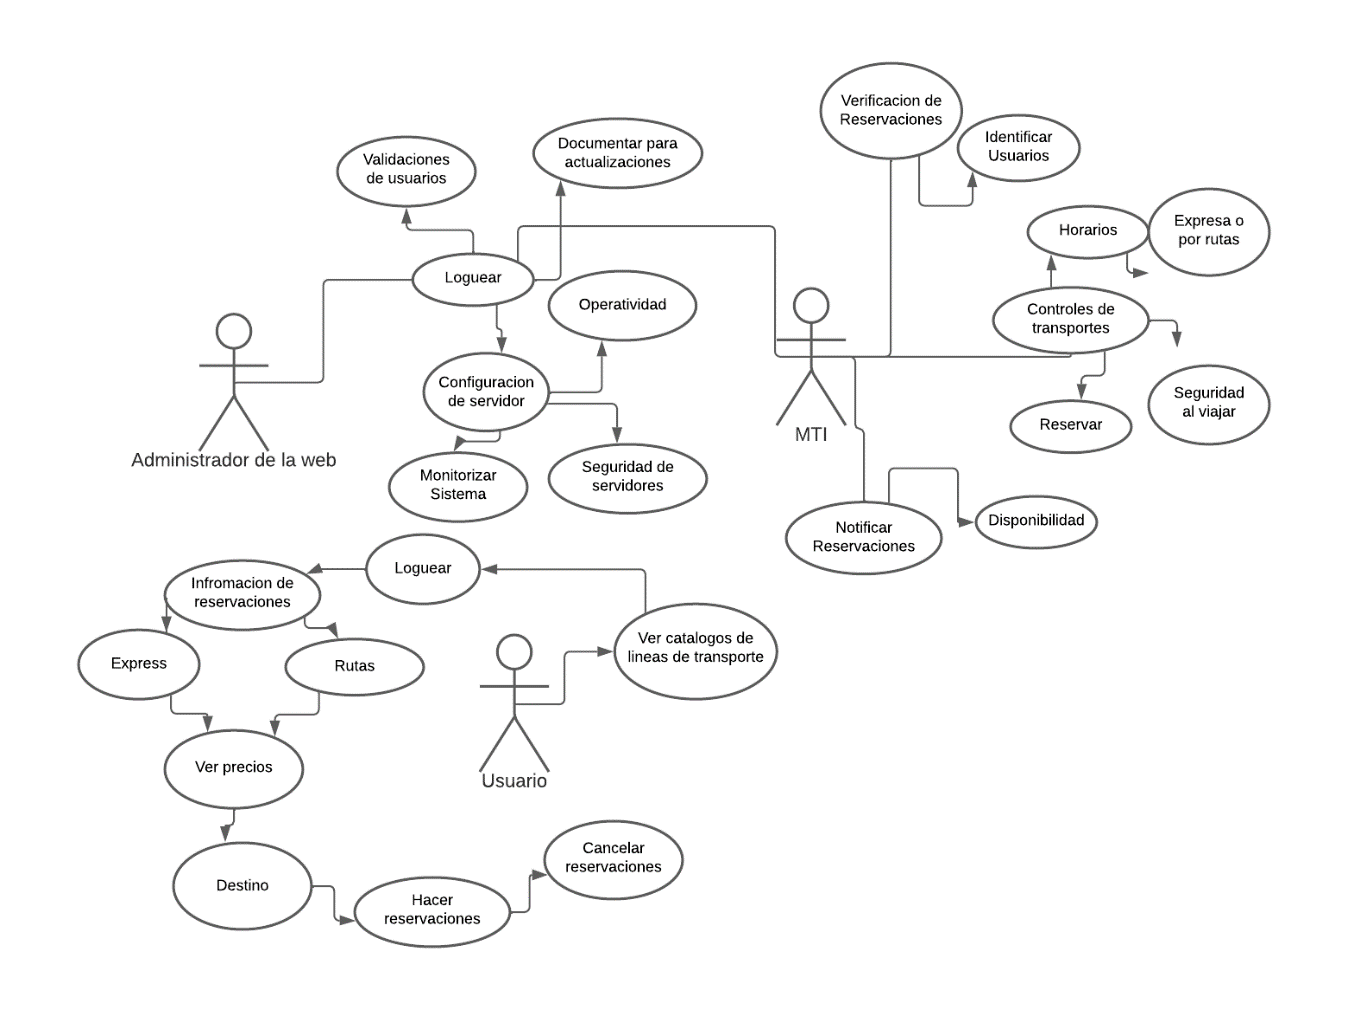 Verificacion de
Reservaciones
Identificar
Usuarios
Documentar para
actualizaciones
Validaciones
de usuarios
Horarios
Expresa o
por rutas
Loguear
Operatividad
Controles de
transportes
Configuracion
de servidor
Seguridad
al viajar
Reservar
MTI
Administrador de la web
Monitorizar
Sistema
Seguridad de
servidores
Notificar
Reservaciones
Disponibilidad
Loguear
Infromacion de
reservaciones
Ver catalogos de
lineas de transporte
Express
Rutas
Ver precios
Usuario
Cancelar
reservaciones
Destino
Hacer
reservaciones